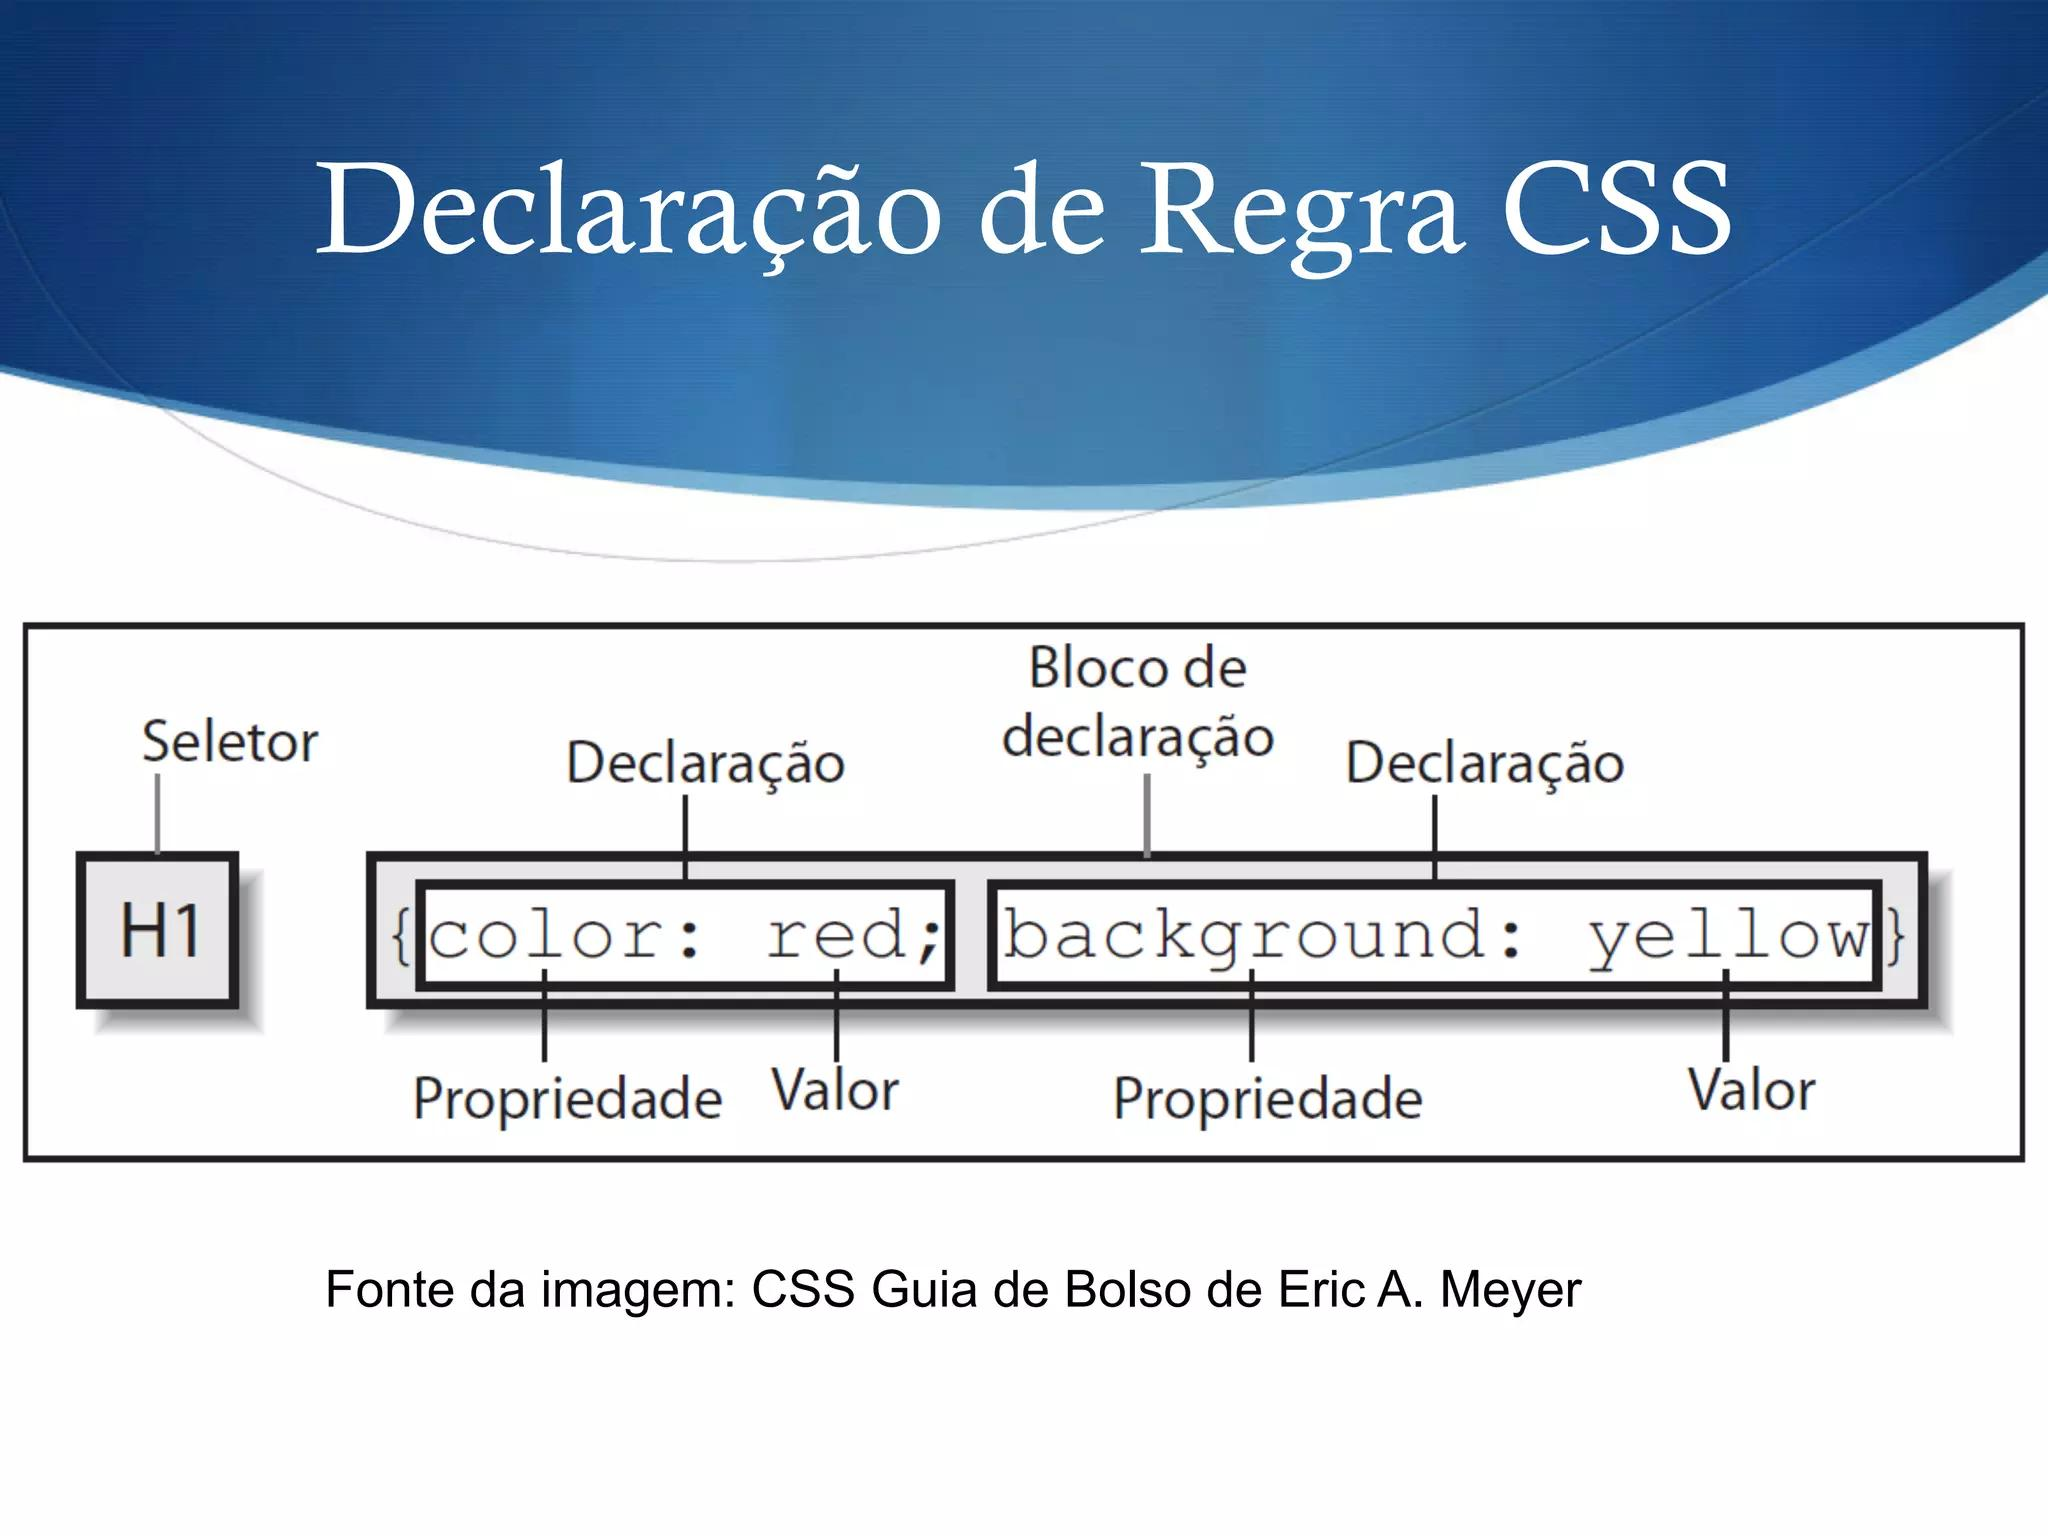 Declaração de Regra CSS
Bloco de
declaração
Seletor
Declaração
Declaração
H1
{color: red; background: yellow}
Propriedade Valor Propriedade Valor
Fonte da imagem: CSS Guia de Bolso de Eric A. Meyer